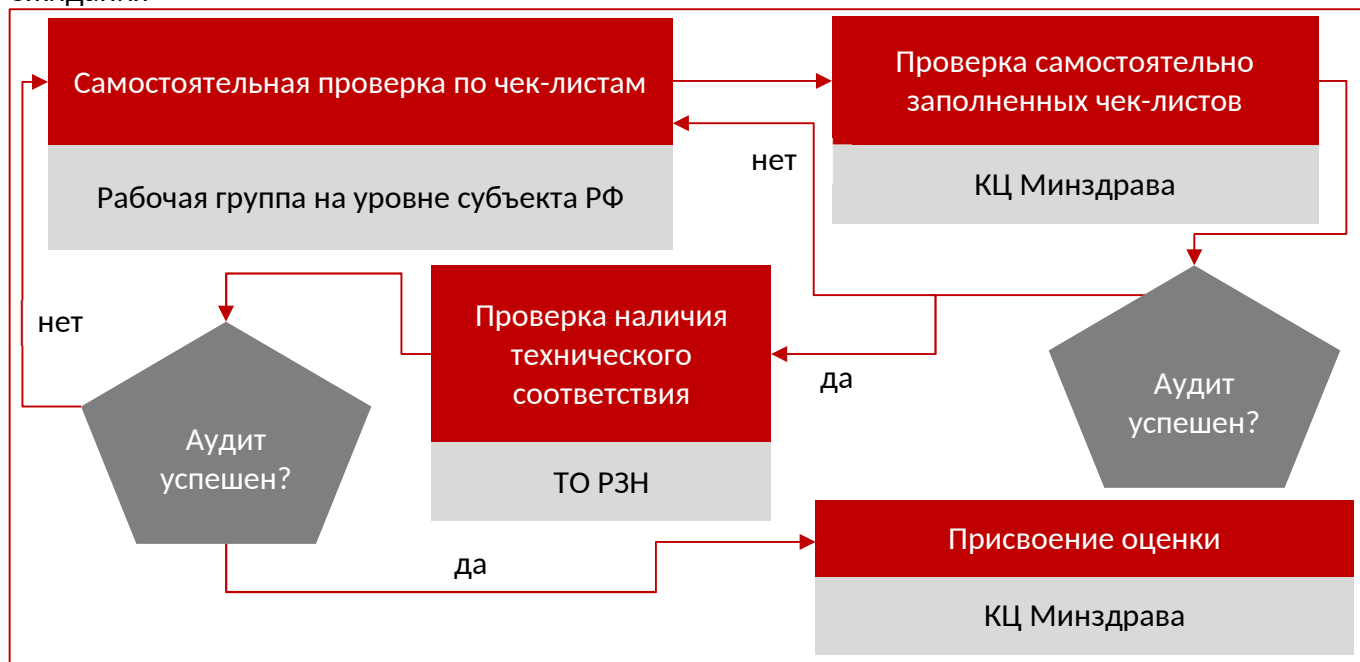 Самостоятельная проверка по чек-листам
Рабочая группа на уровне субъекта РФ
Проверка самостоятельно
заполненных чек-листов
КЦ Минздрава
нет
Аудит
успешен?
да
Проверка наличия
технического
соответствия
ТО РЗН
нет
Аудит
успешен?
да
Присвоение оценки
КЦ Минздрава